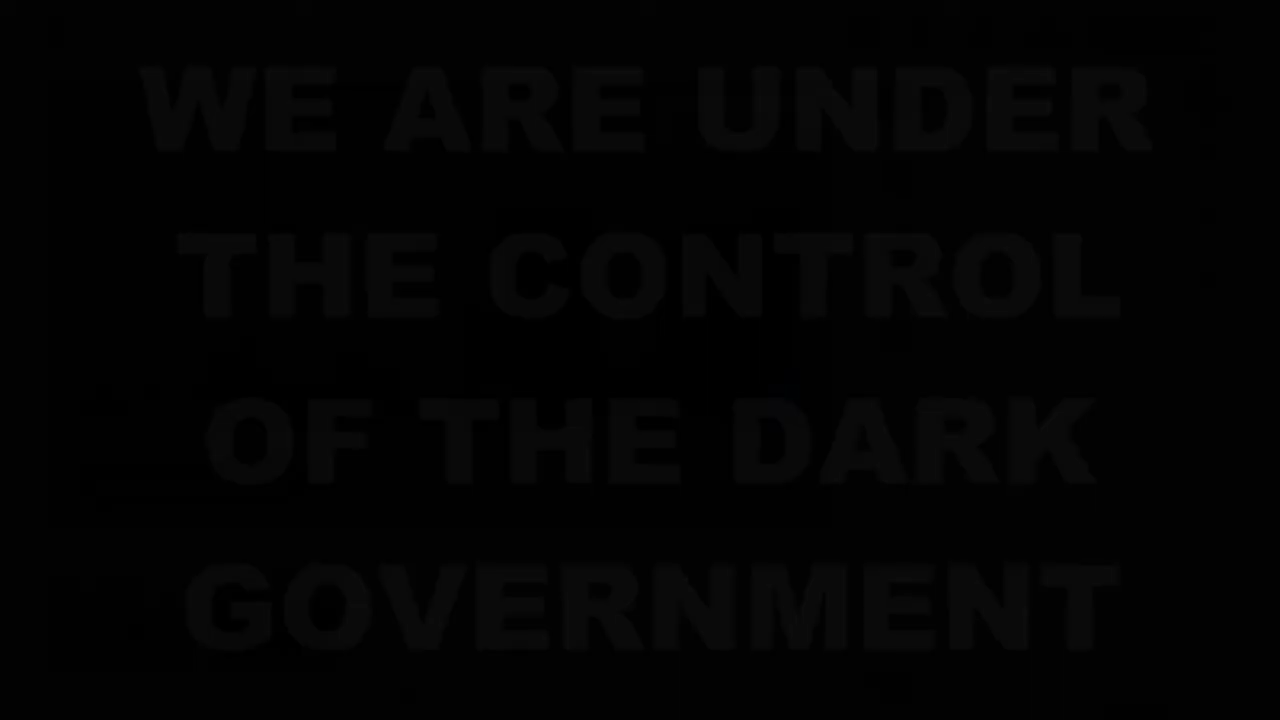 WE ARE UNDER
THE CONTROL
OF THE DARK
GOVERNMENT